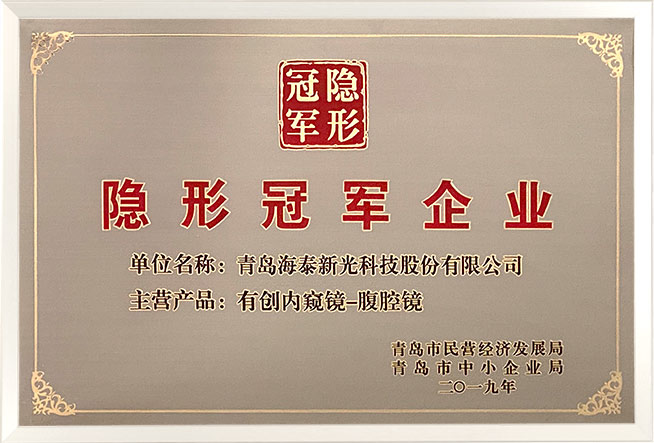 隐形
冠军
隐形冠军企业
单位名称：青岛海泰新光科技股份有限公司
主营产品：有创内窥镜-腹腔镜
青岛市民营经济发展局
青岛市中小企业局
二〇一九年